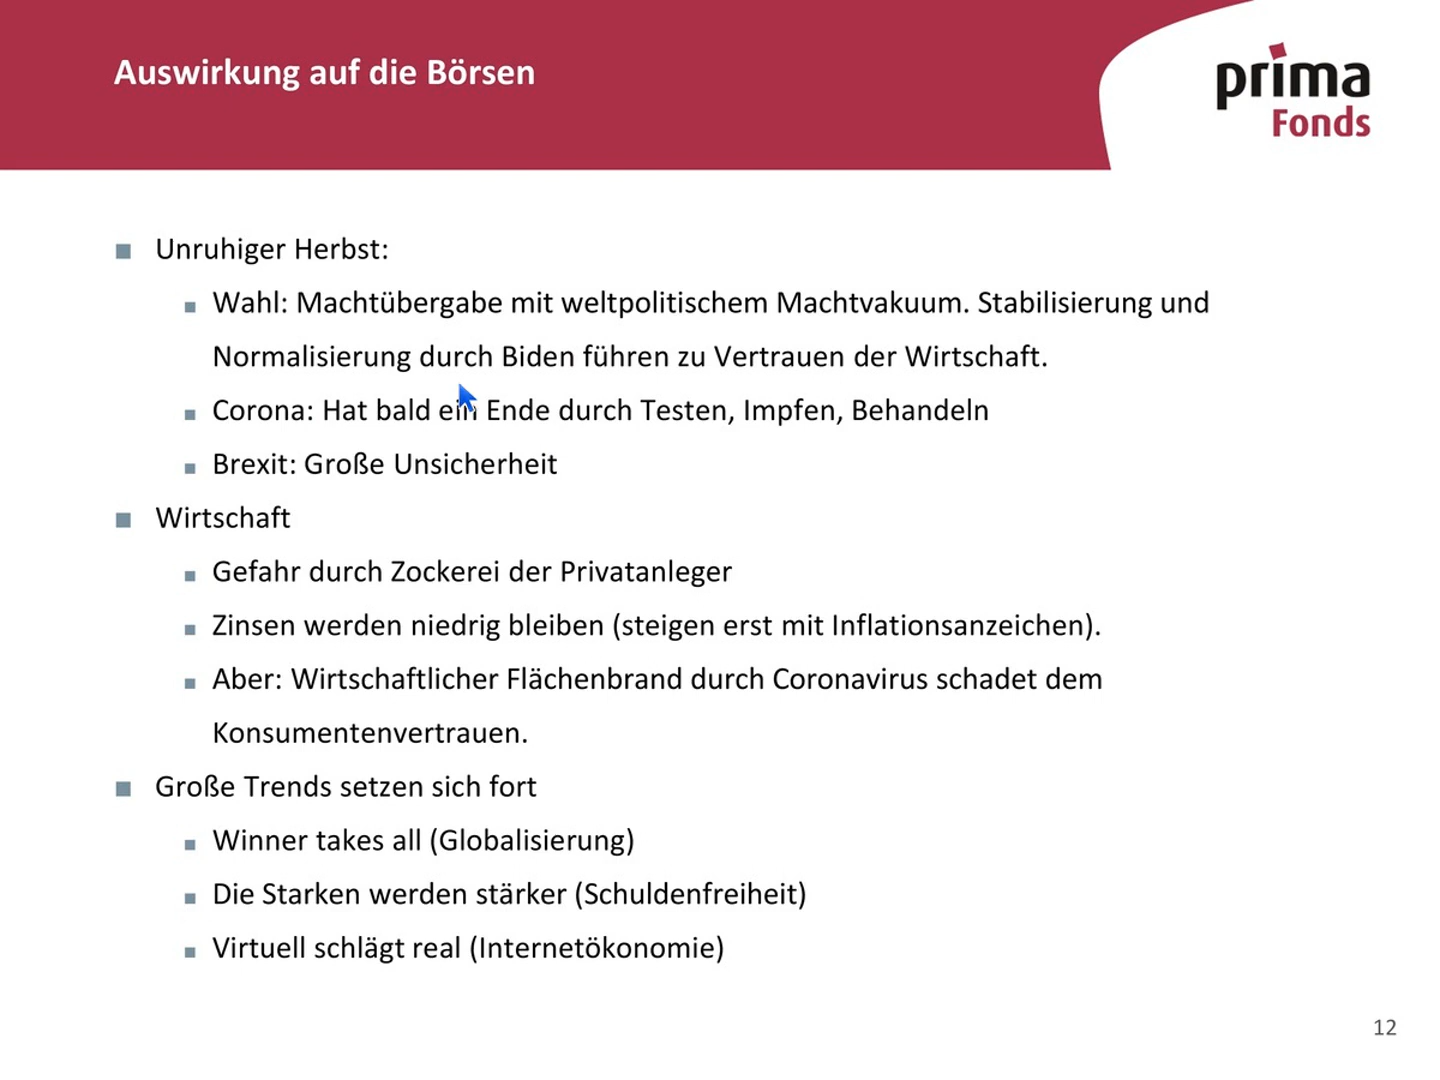 Auswirkung auf die Börsen
prima
Fonds
Unruhiger Herbst:
Wahl: Machtübergabe mit weltpolitischem Machtvakuum. Stabilisierung und
Normalisierung durch Biden führen zu Vertrauen der Wirtschaft.
Corona: Hat bald ein Ende durch Testen, Impfen, Behandeln
Brexit: Große Unsicherheit
Wirtschaft
Gefahr durch Zockerei der Privatanleger
Zinsen werden niedrig bleiben (steigen erst mit Inflationsanzeichen).
Aber: Wirtschaftlicher Flächenbrand durch Coronavirus schadet dem
Konsumentenvertrauen.
Große Trends setzen sich fort
Winner takes all (Globalisierung)
Die Starken werden stärker (Schuldenfreiheit)
Virtuell schlägt real (Internetökonomie)
12